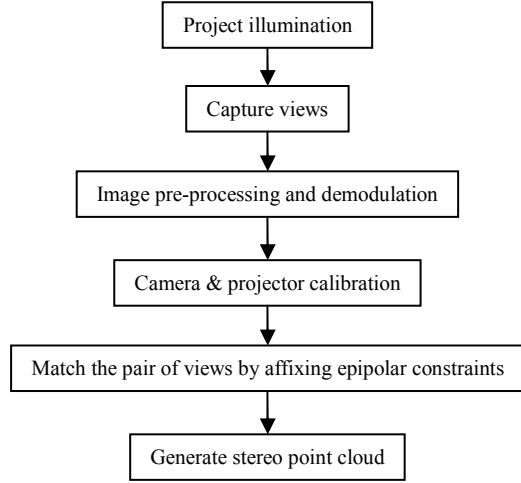 Project illumination
Capture views
Image pre-processing and demodulation
Camera & projector calibration
Match the pair of views by affixing epipolar constraints
Generate stereo point cloud